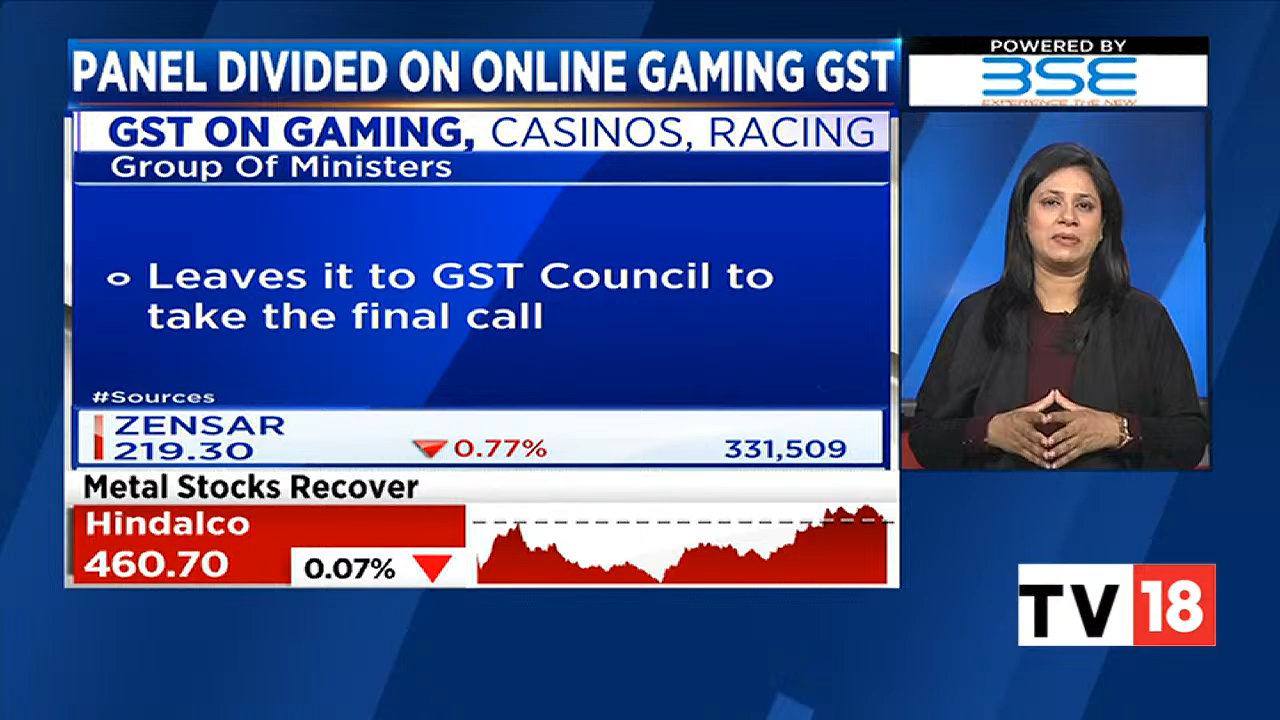 PANEL DIVIDED ON ONLINE GAMING GST
POWERED BY
BSE
EXPERIENCE THE NEW
GST ON GAMING, CASINOS, RACING
Group Of Ministers
Leaves it to GST Council to
take the final call
#Sources
ZENSAR
219.30 0.77% 331,509
Metal Stocks Recover
Hindalco
460.70 0.07%
TV18